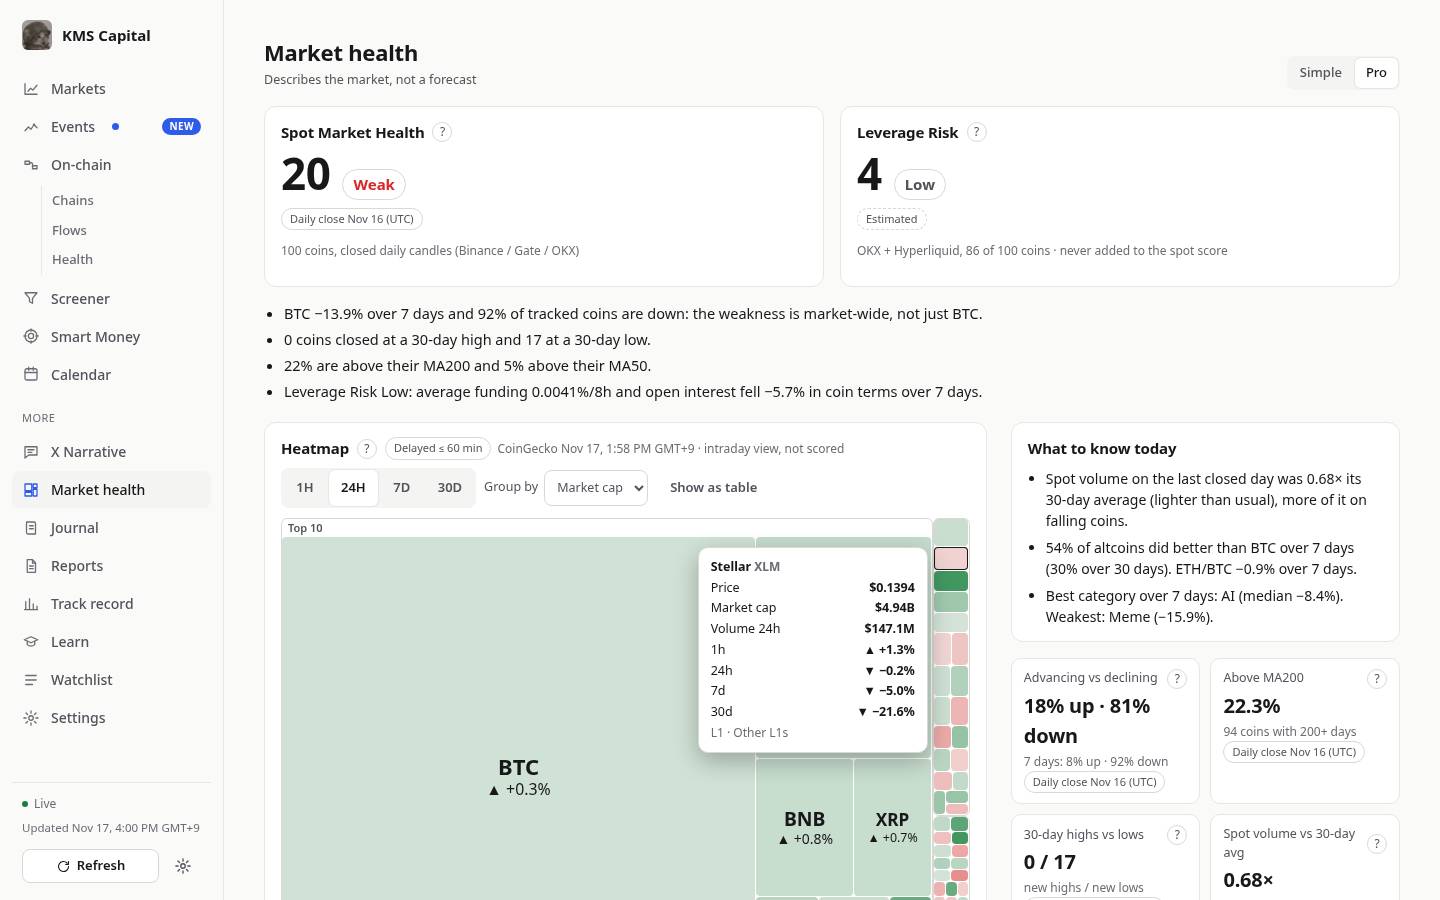 KMS Capital
Markets
Events
NEW
On-chain
Chains
Flows
Health
Screener
Smart Money
Calendar
MORE
X Narrative
Market health
Journal
Reports
Track record
Learn
Watchlist
Settings
Live
Updated Nov 17, 4:00 PM GMT+9
Refresh
Market health
Describes the market, not a forecast
Simple
Pro
Spot Market Health ?
20 Weak
Daily close Nov 16 (UTC)
100 coins, closed daily candles (Binance / Gate / OKX)
Leverage Risk ?
4 Low
Estimated
OKX + Hyperliquid, 86 of 100 coins · never added to the spot score
• BTC −13.9% over 7 days and 92% of tracked coins are down: the weakness is market-wide, not just BTC.
• 0 coins closed at a 30-day high and 17 at a 30-day low.
• 22% are above their MA200 and 5% above their MA50.
• Leverage Risk Low: average funding 0.0041%/8h and open interest fell −5.7% in coin terms over 7 days.
Heatmap ? Delayed ≤ 60 min CoinGecko Nov 17, 1:58 PM GMT+9 · intraday view, not scored
1H 24H 7D 30D Group by Market cap Show as table
Top 10
BTC
▲ +0.3%
Stellar XLM
Price $0.1394
Market cap $4.94B
Volume 24h $147.1M
1h ▲ +1.3%
24h ▼ −0.2%
7d ▼ −5.0%
30d ▼ −21.6%
L1 · Other L1s
BNB
▲ +0.8%
XRP
▲ +0.7%
What to know today
• Spot volume on the last closed day was 0.68× its
30-day average (lighter than usual), more of it on
falling coins.
• 54% of altcoins did better than BTC over 7 days
(30% over 30 days). ETH/BTC −0.9% over 7 days.
• Best category over 7 days: AI (median −8.4%).
Weakest: Meme (−15.9%).
Advancing vs declining ?
18% up · 81%
down
7 days: 8% up · 92% down
Daily close Nov 16 (UTC)
Above MA200 ?
22.3%
94 coins with 200+ days
Daily close Nov 16 (UTC)
30-day highs vs lows ?
0 / 17
new highs / new lows
Spot volume vs 30-day
avg ?
0.68×